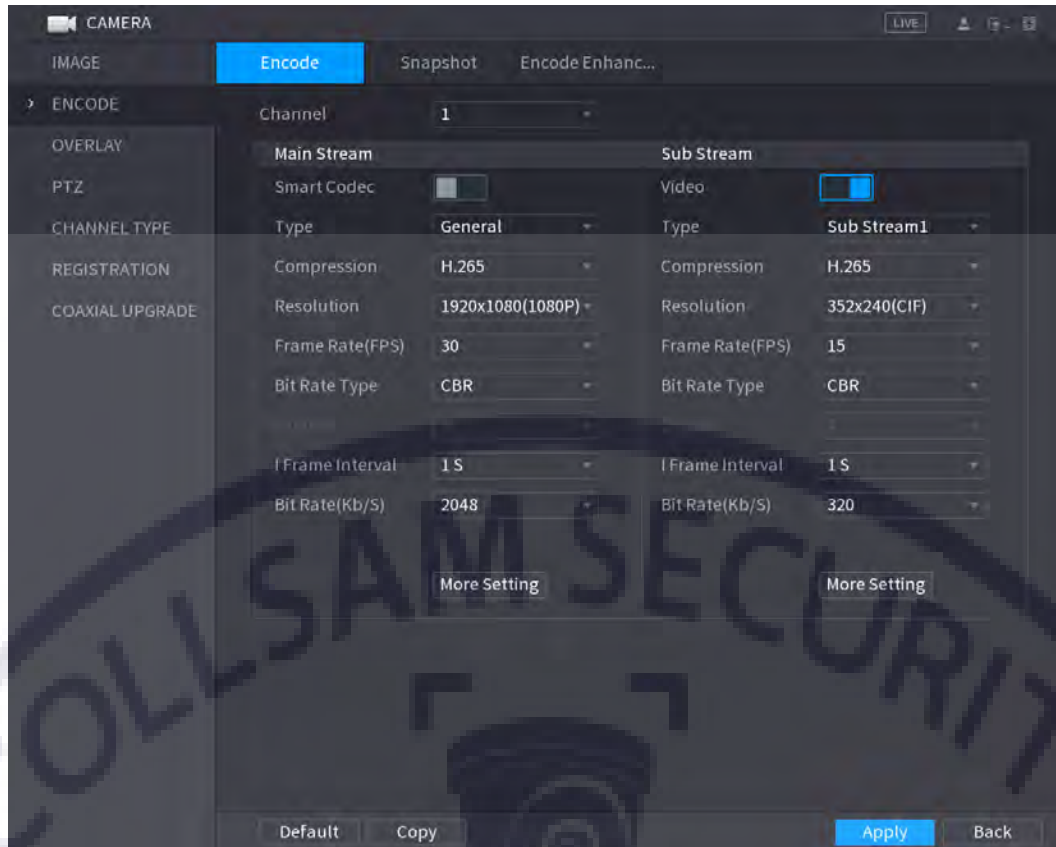 CAMERA LIVE
IMAGE Encode Snapshot Encode Enhanc...
ENCODE Channel 1
OVERLAY Main Stream Sub Stream
PTZ Smart Codec Video
CHANNEL TYPE Type General Type Sub Stream1
REGISTRATION Compression H.265 Compression H.265
COAXIAL UPGRADE Resolution 1920x1080(1080P) Resolution 352x240(CIF)
Frame Rate(FPS) 30 Frame Rate(FPS) 15
Bit Rate Type CBR Bit Rate Type CBR
I Frame Interval 1 S I Frame Interval 1 S
Bit Rate(Kb/S) 2048 Bit Rate(Kb/S) 320
More Setting More Setting
OLLSAM SECURIT
Default Copy Apply Back